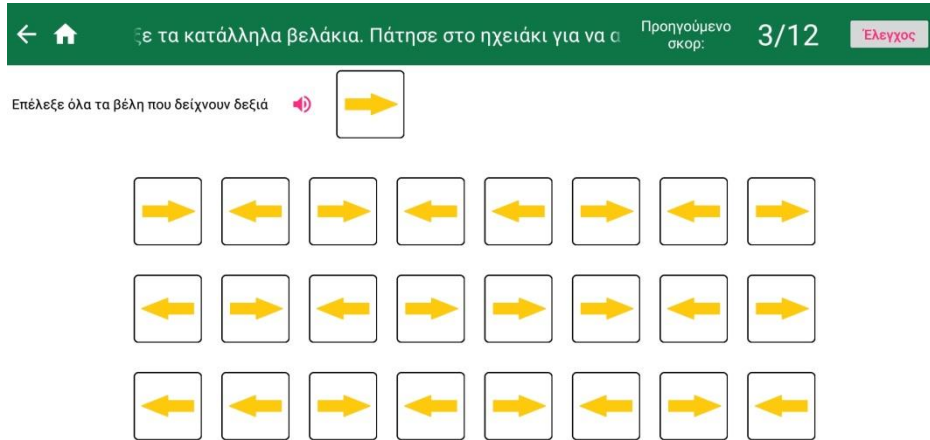 ξε τα κατάλληλα βελάκια. Πάτησε στο ηχειάκι για να α
Προηγούμενο
σκορ:
3/12
Έλεγχος
Επέλεξε όλα τα βέλη που δείχνουν δεξιά